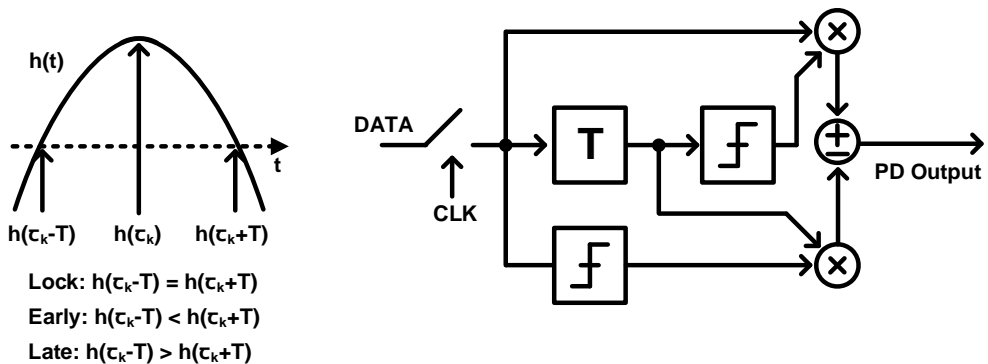 h(t)
t
h(τk-T) h(τk) h(τk+T)
Lock: h(τk-T) = h(τk+T)
Early: h(τk-T) < h(τk+T)
Late: h(τk-T) > h(τk+T)
DATA
CLK
T
×
+
−
×
PD Output